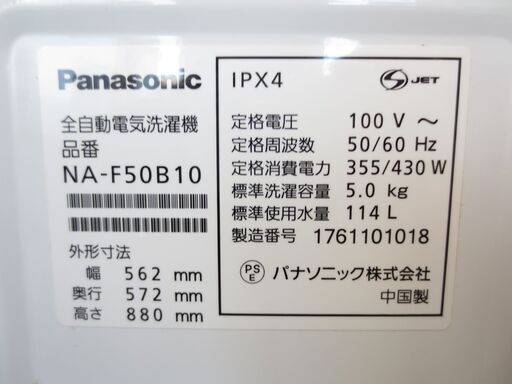 Panasonic
全自動電気洗濯機
品番
NA-F50B10
外形寸法
幅 562 mm
奥行 572 mm
高さ 880 mm
IPX4
S JET
定格電圧 100 V ～
定格周波数 50/60 Hz
定格消費電力 355/430 W
標準洗濯容量 5.0 kg
標準使用水量 114 L
製造番号 1761101018
PS E パナソニック株式会社
中国製